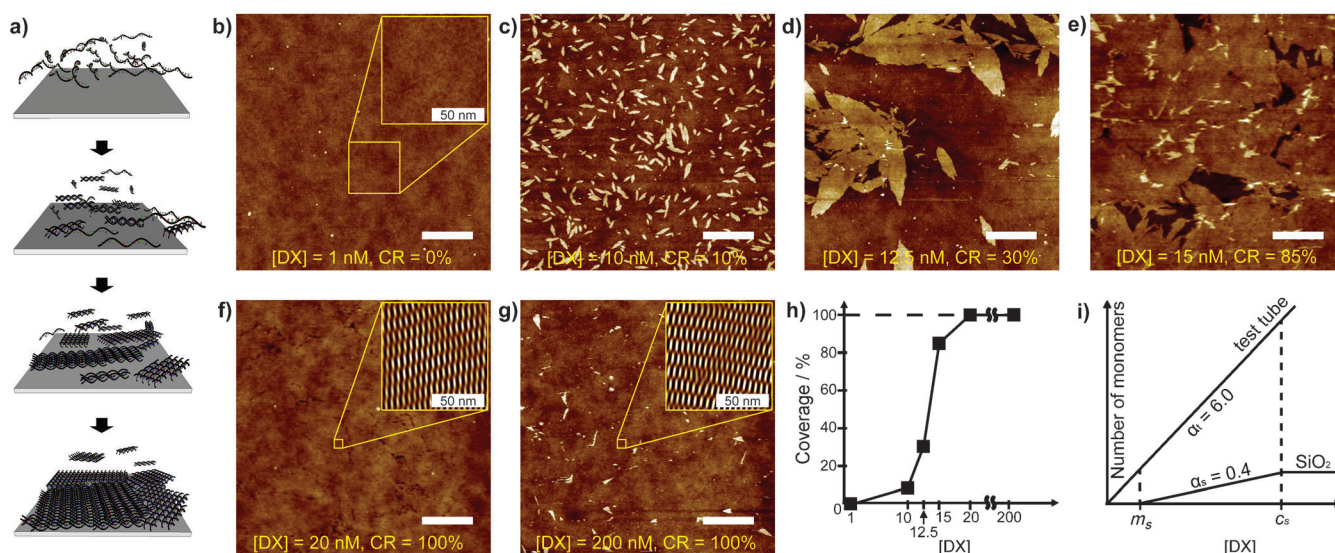 a)
b)
50 nm
[DX] = 1 nM, CR = 0%
c)
[DX] = 10 nM, CR = 10%
d)
[DX] = 12.5 nM, CR = 30%
e)
[DX] = 15 nM, CR = 85%
f)
50 nm
[DX] = 20 nM, CR = 100%
g)
50 nm
[DX] = 200 nM, CR = 100%
h)
Coverage / %
100
80
60
40
20
0
1
10
12.5
15
20
200
[DX]
i)
Number of monomers
test tube
αt = 6.0
αs = 0.4
SiO₂
ms
cs
[DX]